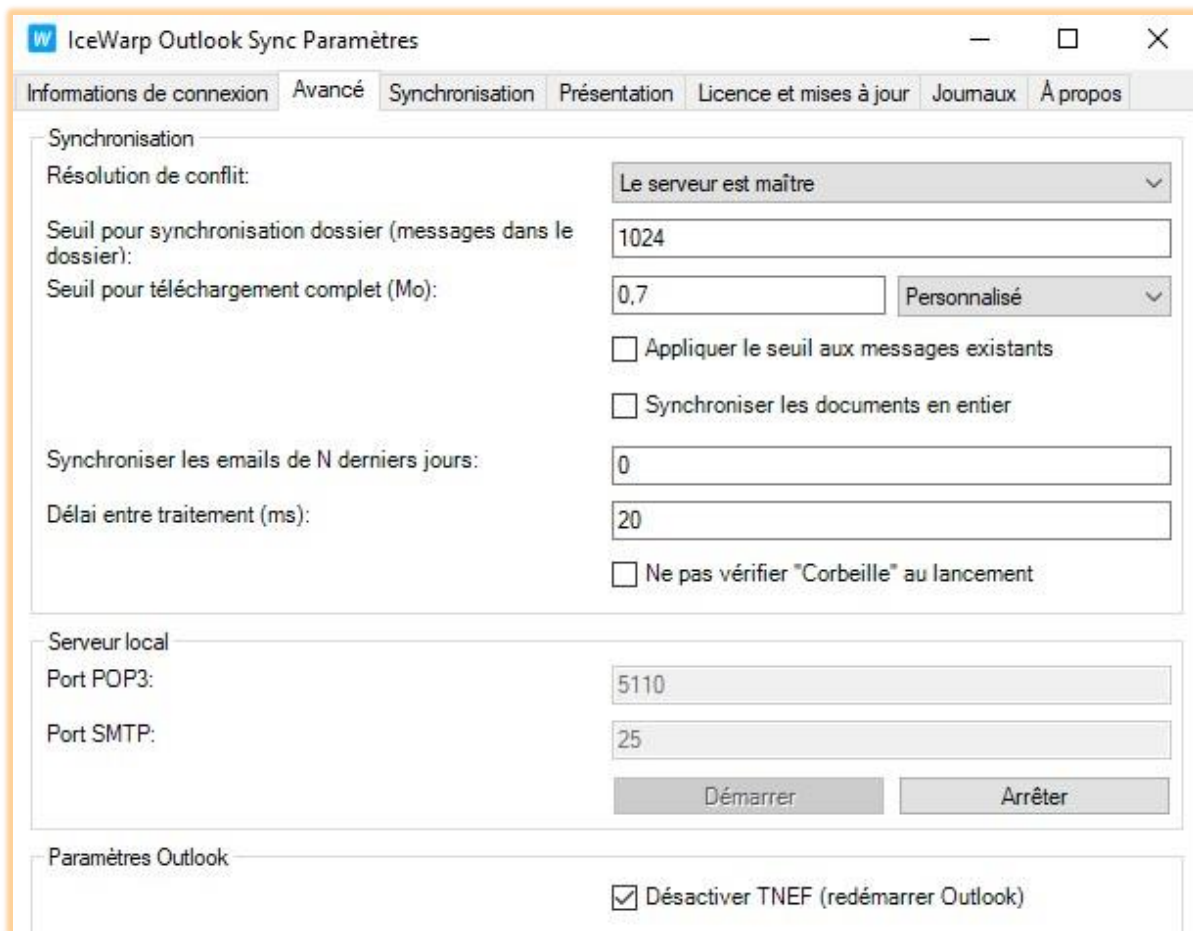 W IceWarp Outlook Sync Paramètres
Informations de connexion Avancé Synchronisation Présentation Licence et mises à jour Journaux À propos
Synchronisation
Résolution de conflit: Le serveur est maître
Seuil pour synchronisation dossier (messages dans le
dossier): 1024
Seuil pour téléchargement complet (Mo): 0,7 Personnalisé
Appliquer le seuil aux messages existants
Synchroniser les documents en entier
Synchroniser les emails de N derniers jours: 0
Délai entre traitement (ms): 20
Ne pas vérifier "Corbeille" au lancement
Serveur local
Port POP3: 5110
Port SMTP: 25
Démarrer Arrêter
Paramètres Outlook
Désactiver TNEF (redémarrer Outlook)